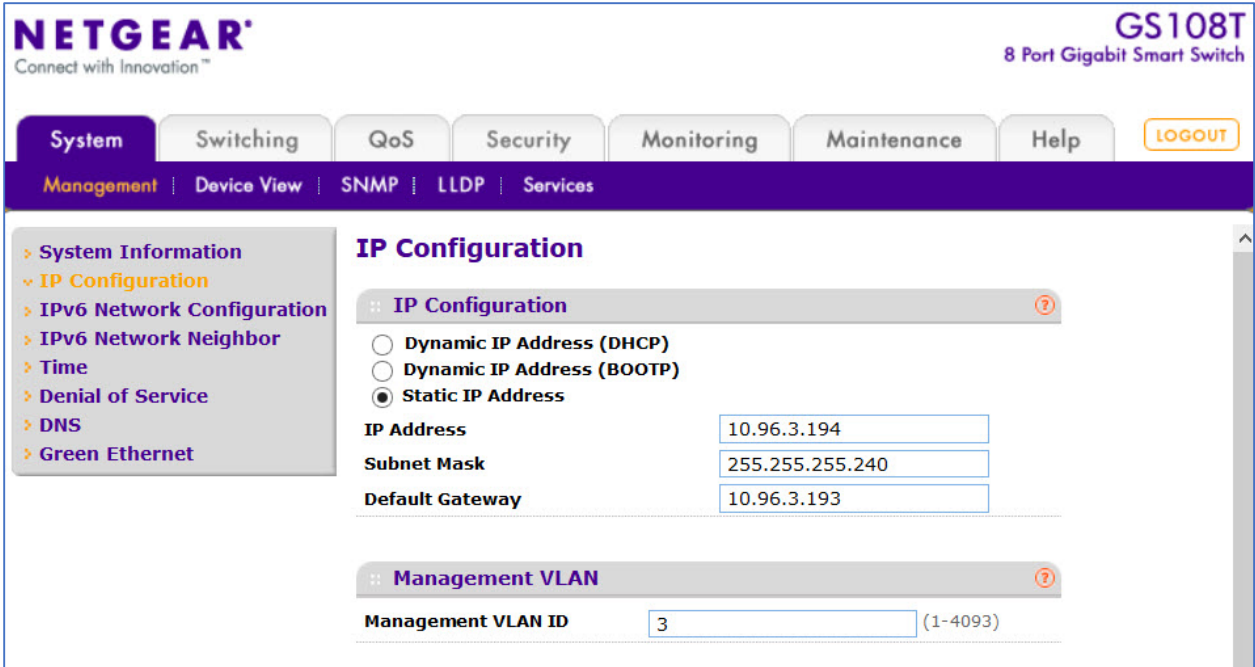 NETGEAR®
Connect with Innovation™
GS108T
8 Port Gigabit Smart Switch
System Switching QoS Security Monitoring Maintenance Help LOGOUT
Management | Device View | SNMP | LLDP | Services
System Information
IP Configuration
IPv6 Network Configuration
IPv6 Network Neighbor
Time
Denial of Service
DNS
Green Ethernet
IP Configuration
IP Configuration ?
Dynamic IP Address (DHCP)
Dynamic IP Address (BOOTP)
Static IP Address
IP Address 10.96.3.194
Subnet Mask 255.255.255.240
Default Gateway 10.96.3.193
Management VLAN ?
Management VLAN ID 3 (1-4093)